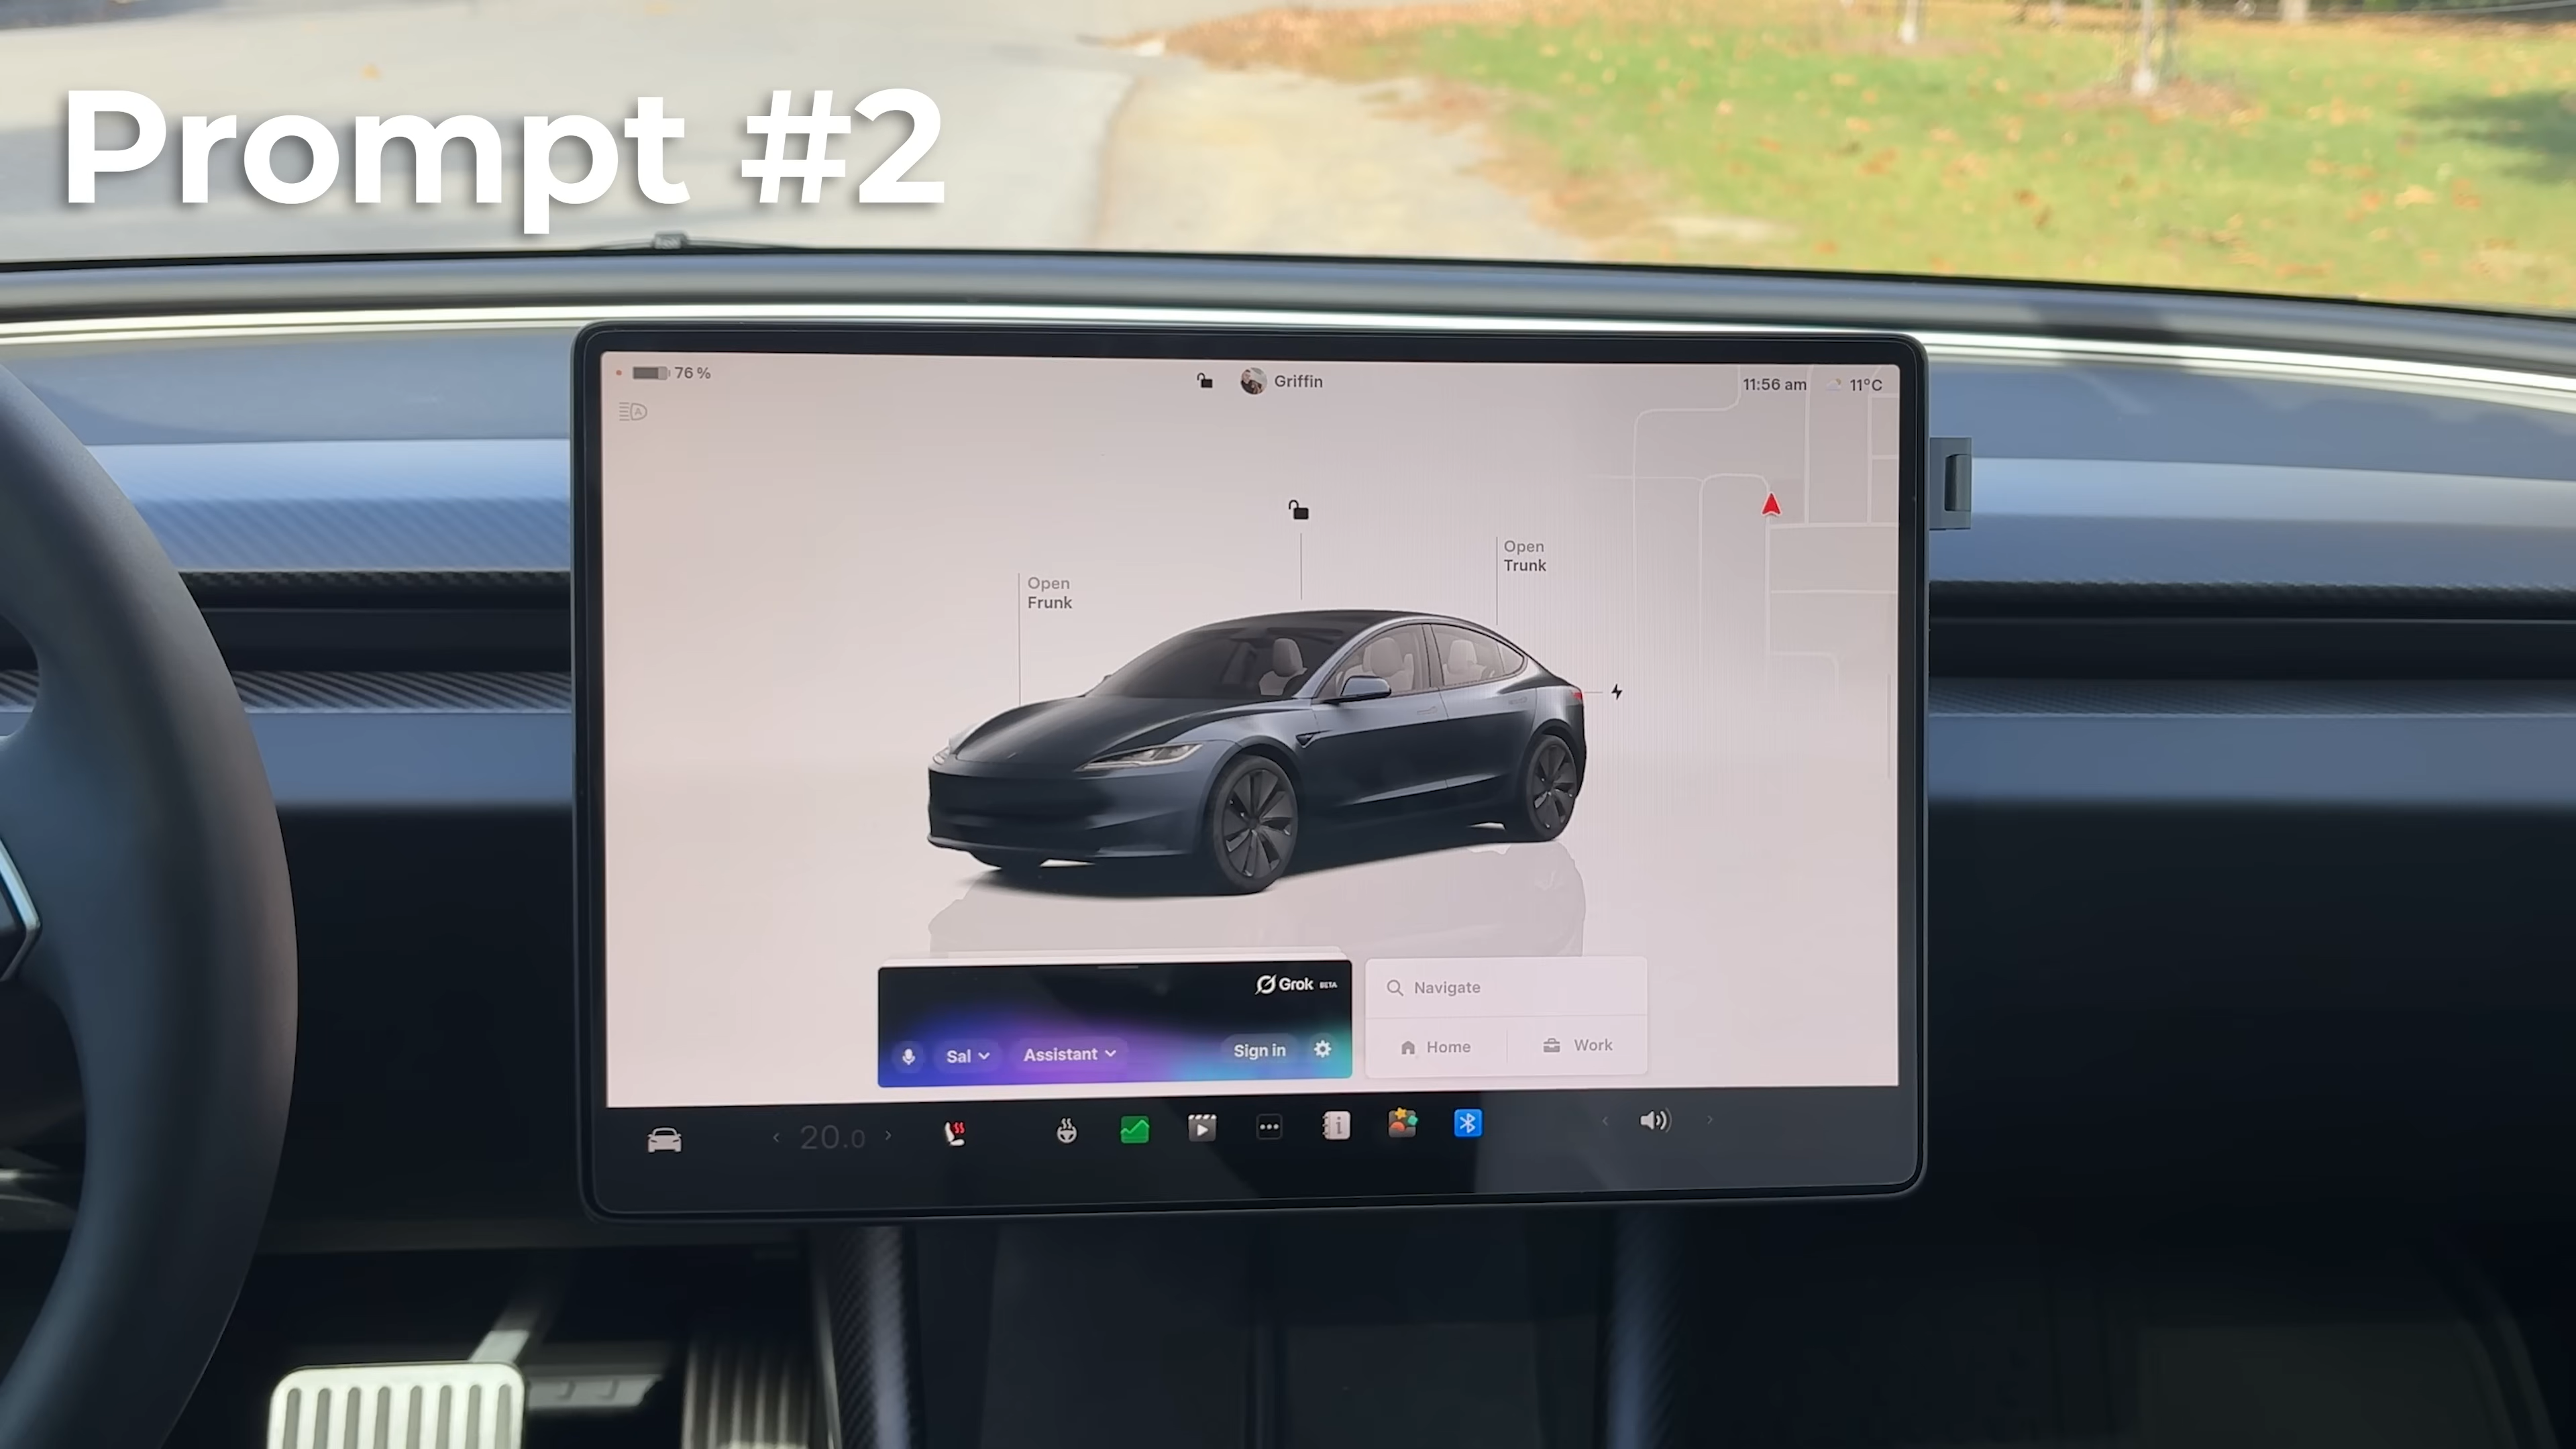 Prompt #2
76 %
Griffin
11:56 am
11°C
A
Open
Trunk
Open
Frunk
Grok BETA
Sal
Assistant
Sign in
Navigate
Home
Work
20.0